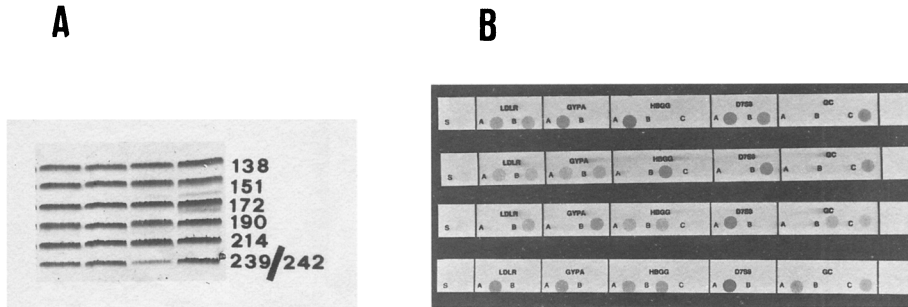 A
B
138
151
172
190
214
239/242
LDLR GYPA HBGG D7S8 GC
S A B A B A B C A B A B C
LDLR GYPA HBGG D7S8 GC
S A B A B A B C A B A B C
LDLR GYPA HBGG D7S8 GC
S A B A B A B C A B A B C
LDLR GYPA HBGG D7S8 GC
S A B A B A B C A B A B C